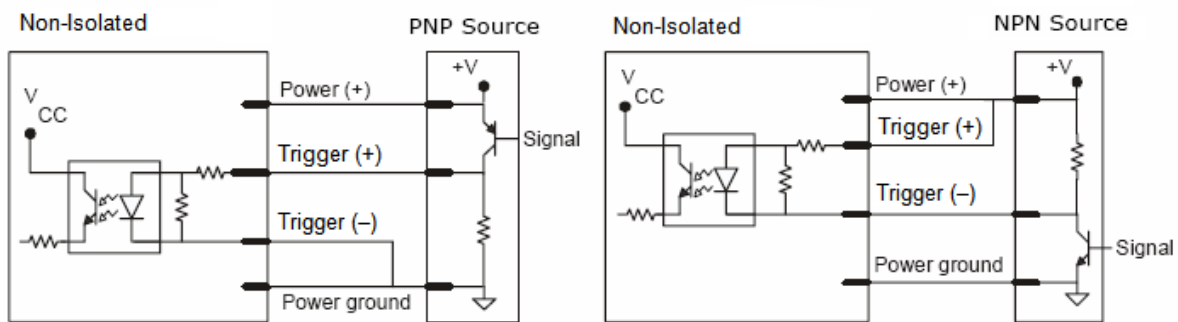 Non-Isolated
PNP Source
+V
Power (+)
V
CC
Signal
Trigger (+)
Trigger (–)
Power ground
Non-Isolated
NPN Source
+V
Power (+)
V
CC
Trigger (+)
Trigger (–)
Signal
Power ground